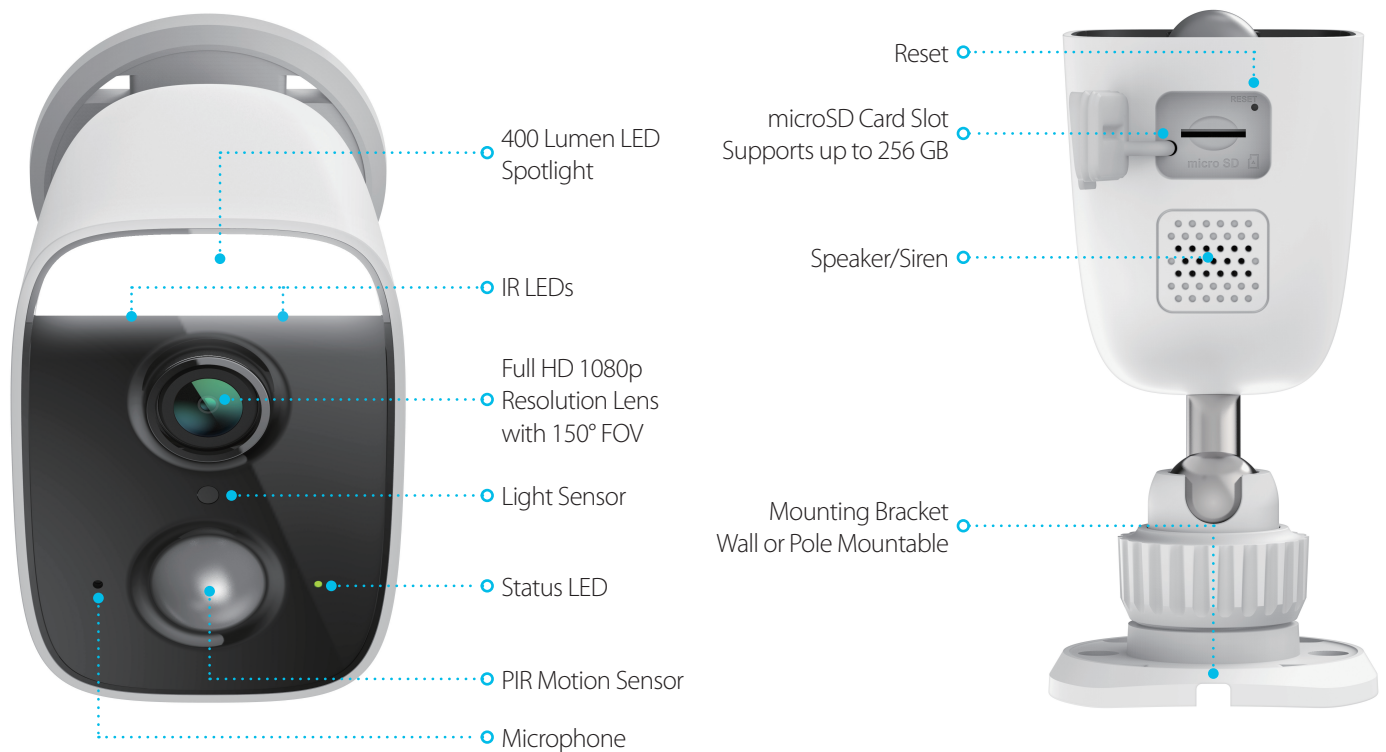 400 Lumen LED
Spotlight
IR LEDs
Full HD 1080p
Resolution Lens
with 150° FOV
Light Sensor
Status LED
PIR Motion Sensor
Microphone
Reset
microSD Card Slot
Supports up to 256 GB
Speaker/Siren
Mounting Bracket
Wall or Pole Mountable
RESET
micro SD